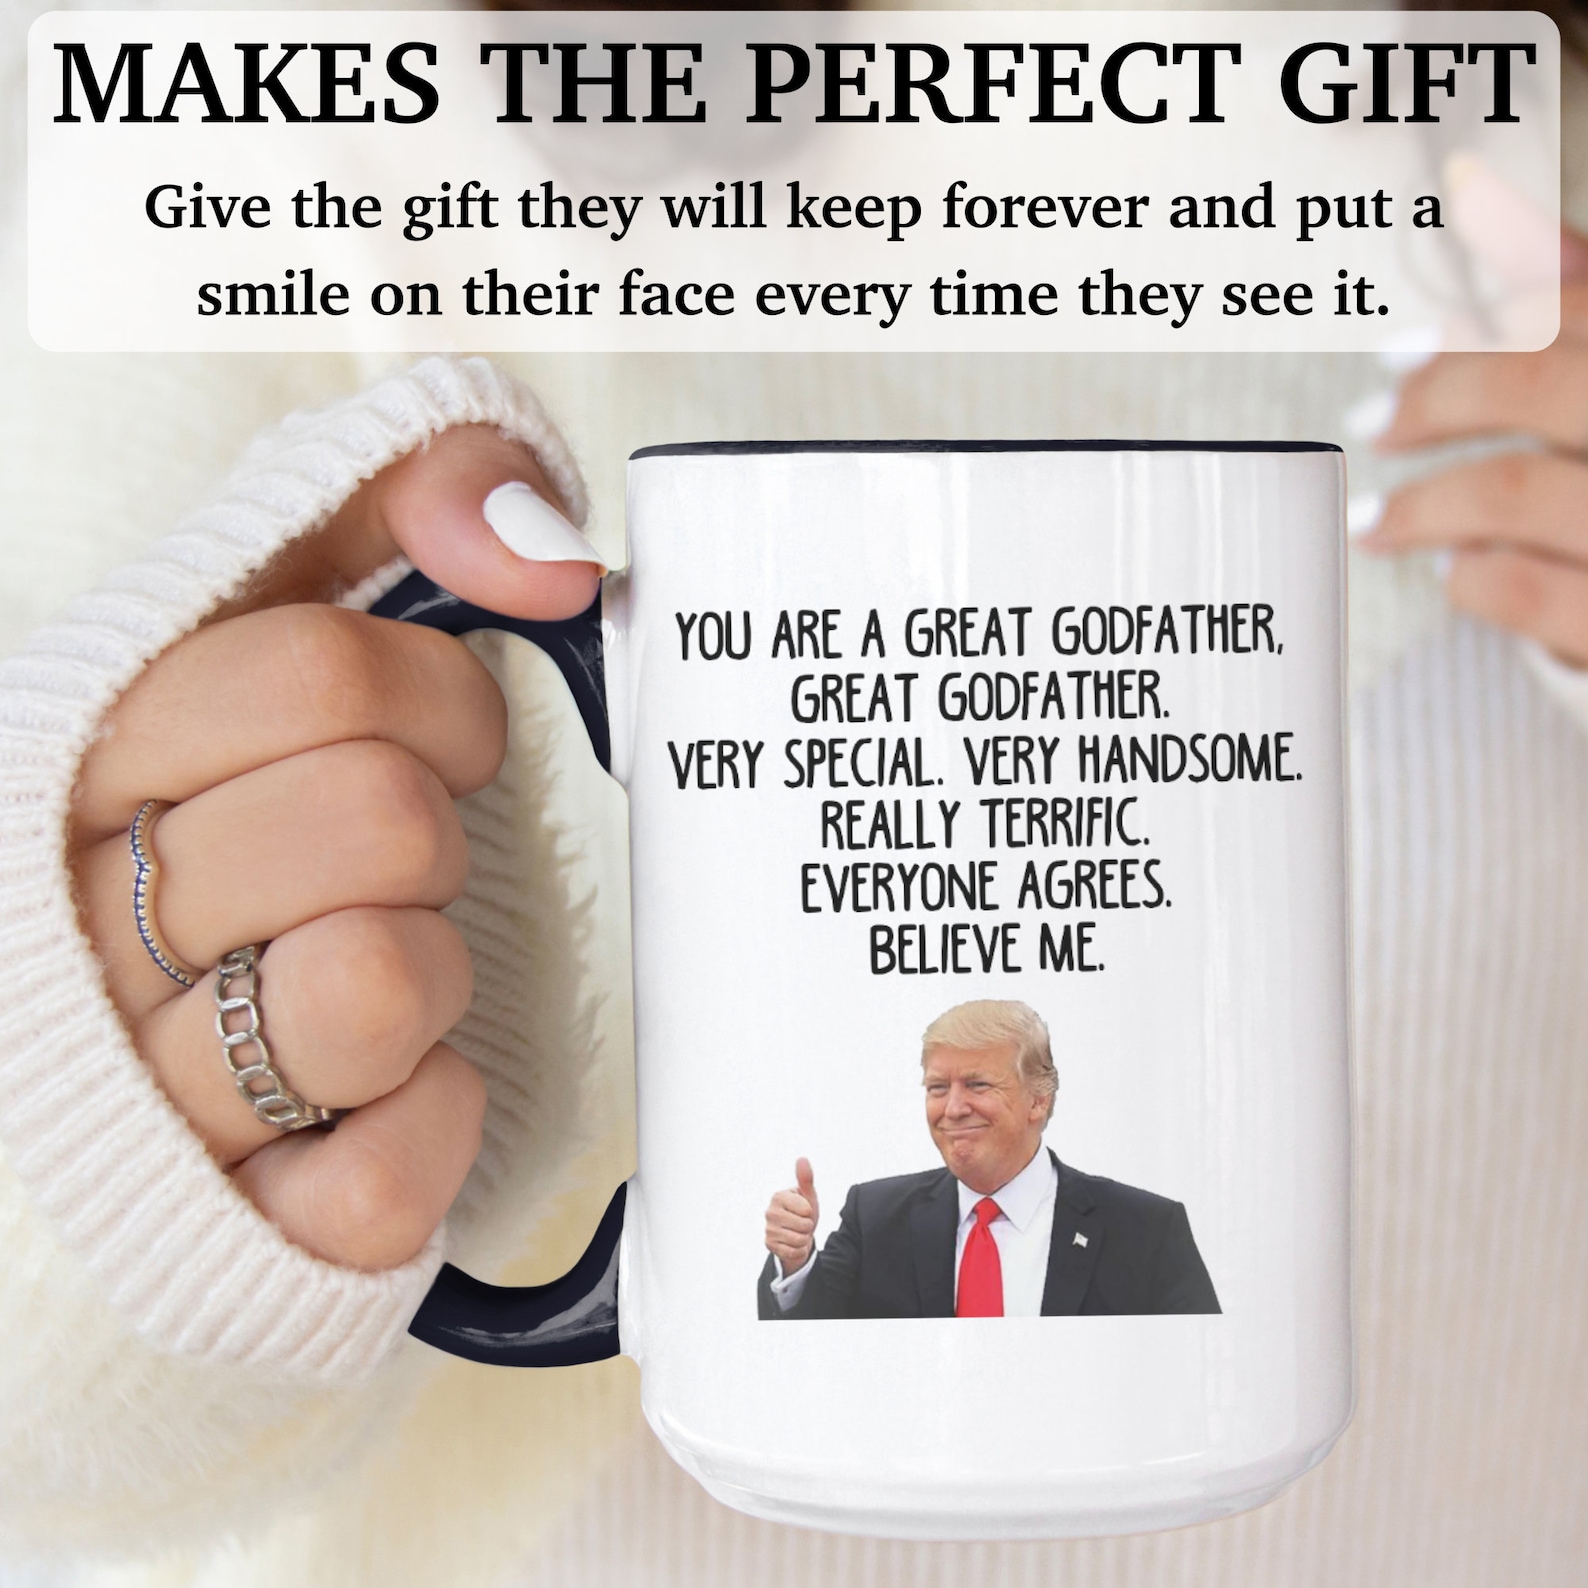 MAKES THE PERFECT GIFT
Give the gift they will keep forever and put a
smile on their face every time they see it.
YOU ARE A GREAT GODFATHER,
GREAT GODFATHER.
VERY SPECIAL. VERY HANDSOME.
REALLY TERRIFIC.
EVERYONE AGREES.
BELIEVE ME.